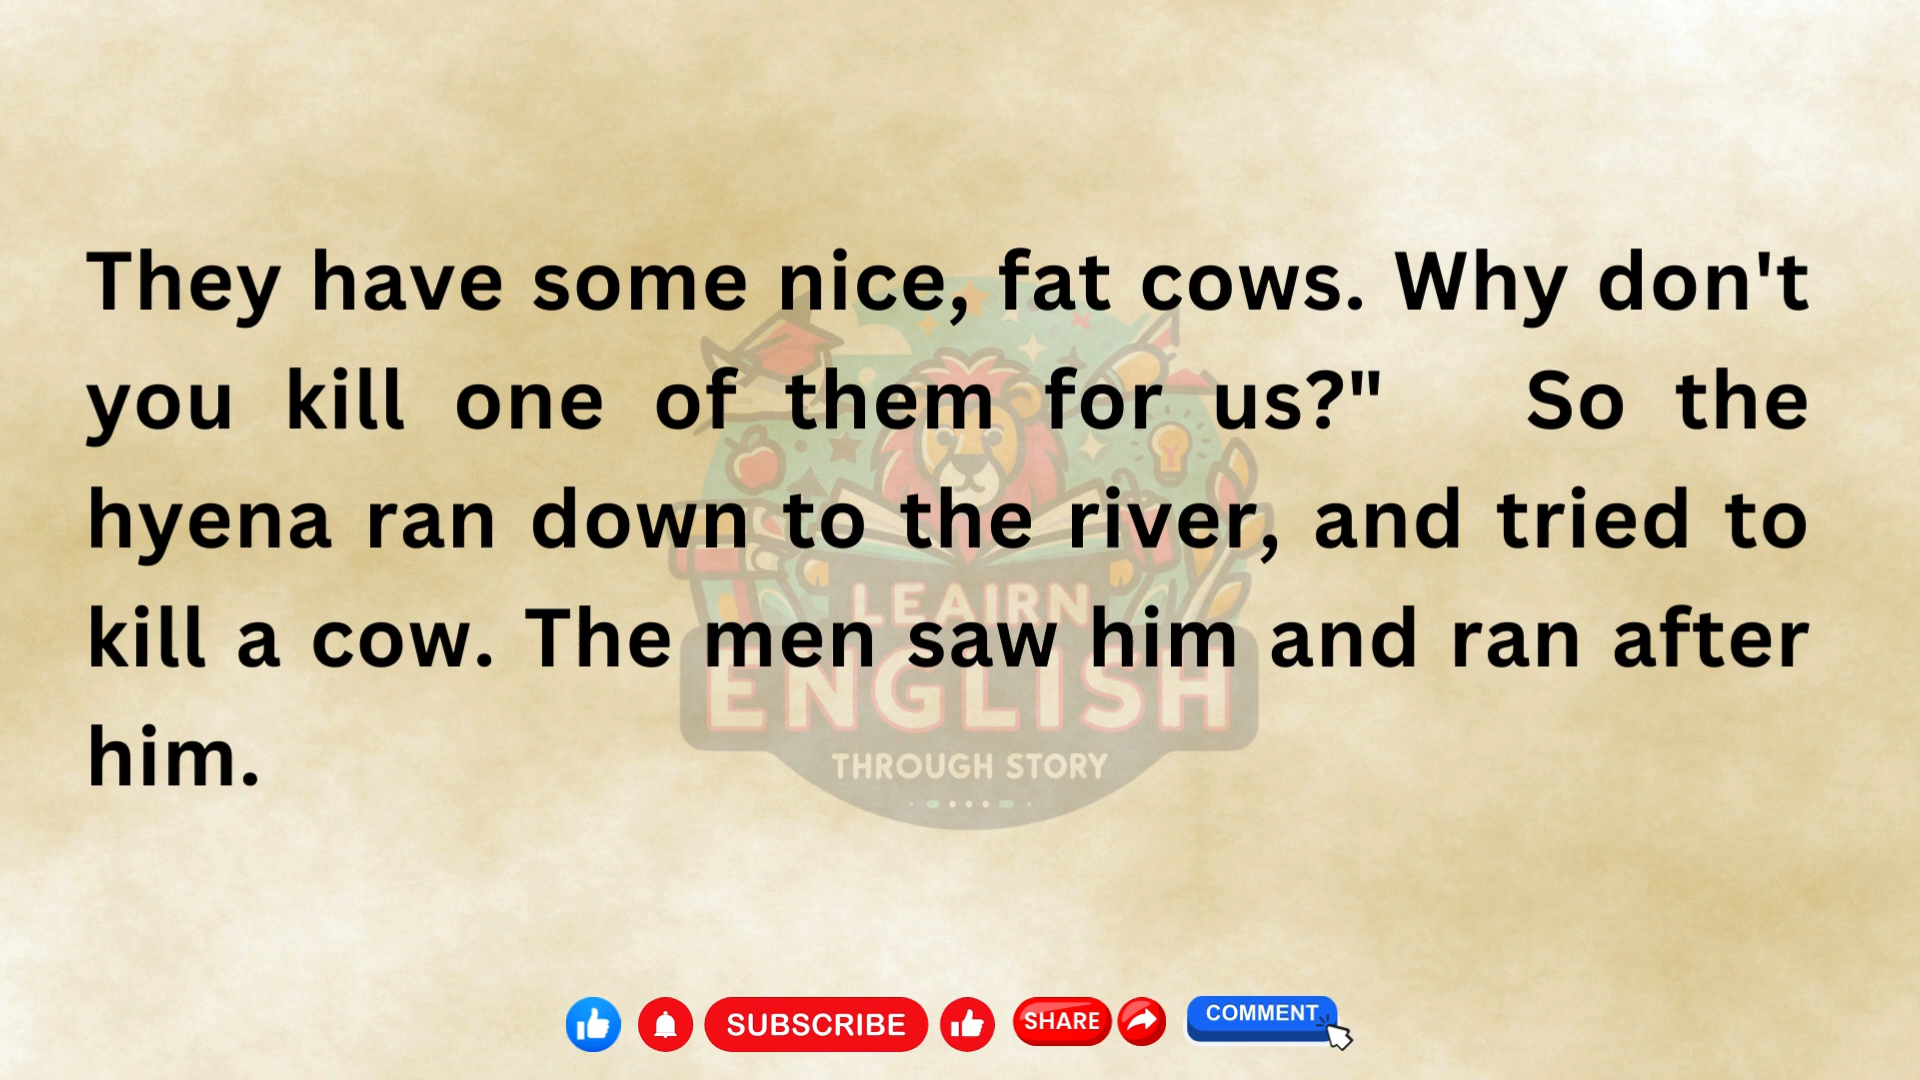 They have some nice, fat cows. Why don't
you kill one of them for us?" So the
hyena ran down to the river, and tried to
kill a cow. The men saw him and ran after
him.
LEAIRN
ENGLISH
THROUGH STORY
SUBSCRIBE
SHARE
COMMENT